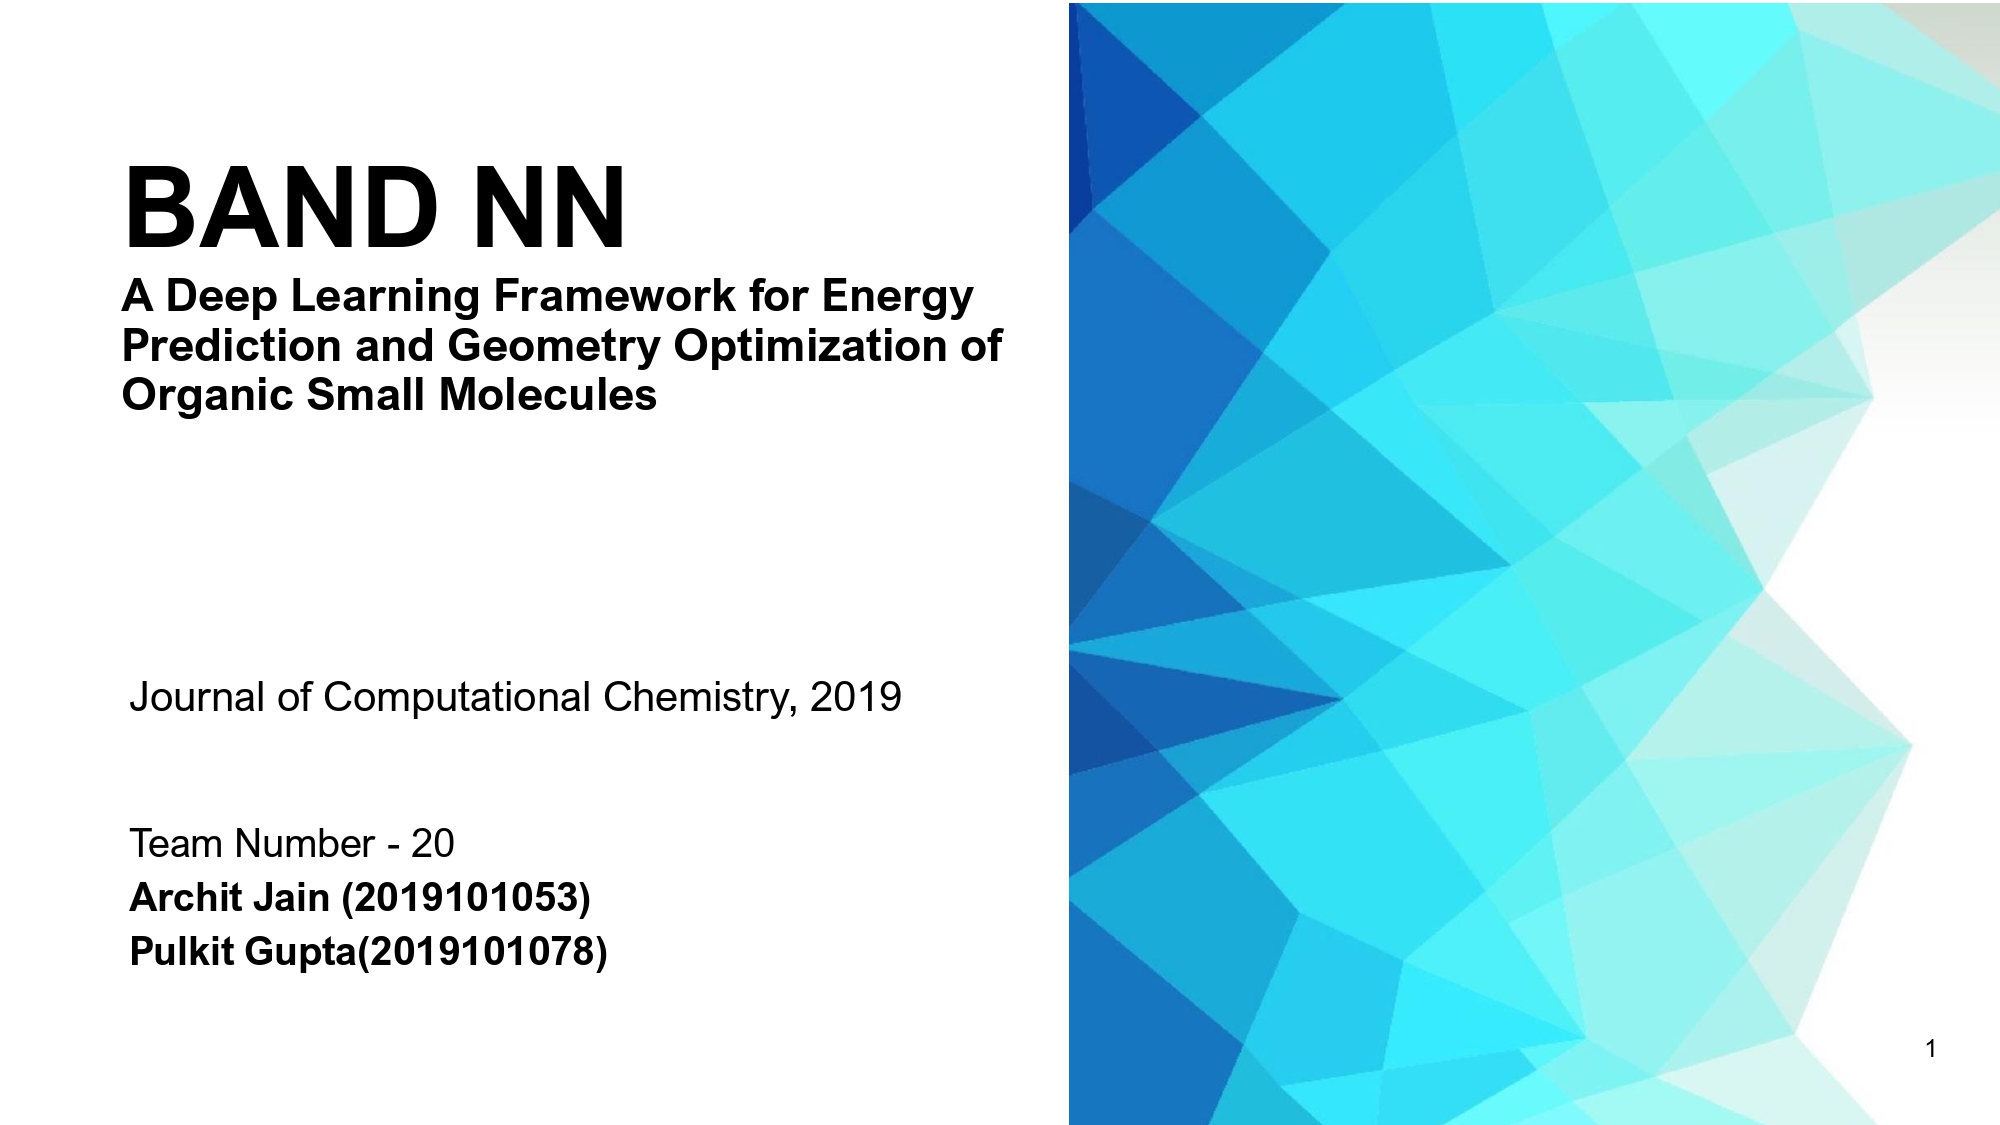 BAND NN
A Deep Learning Framework for Energy
Prediction and Geometry Optimization of
Organic Small Molecules
Journal of Computational Chemistry, 2019
Team Number - 20
Archit Jain (2019101053)
Pulkit Gupta(2019101078)
1